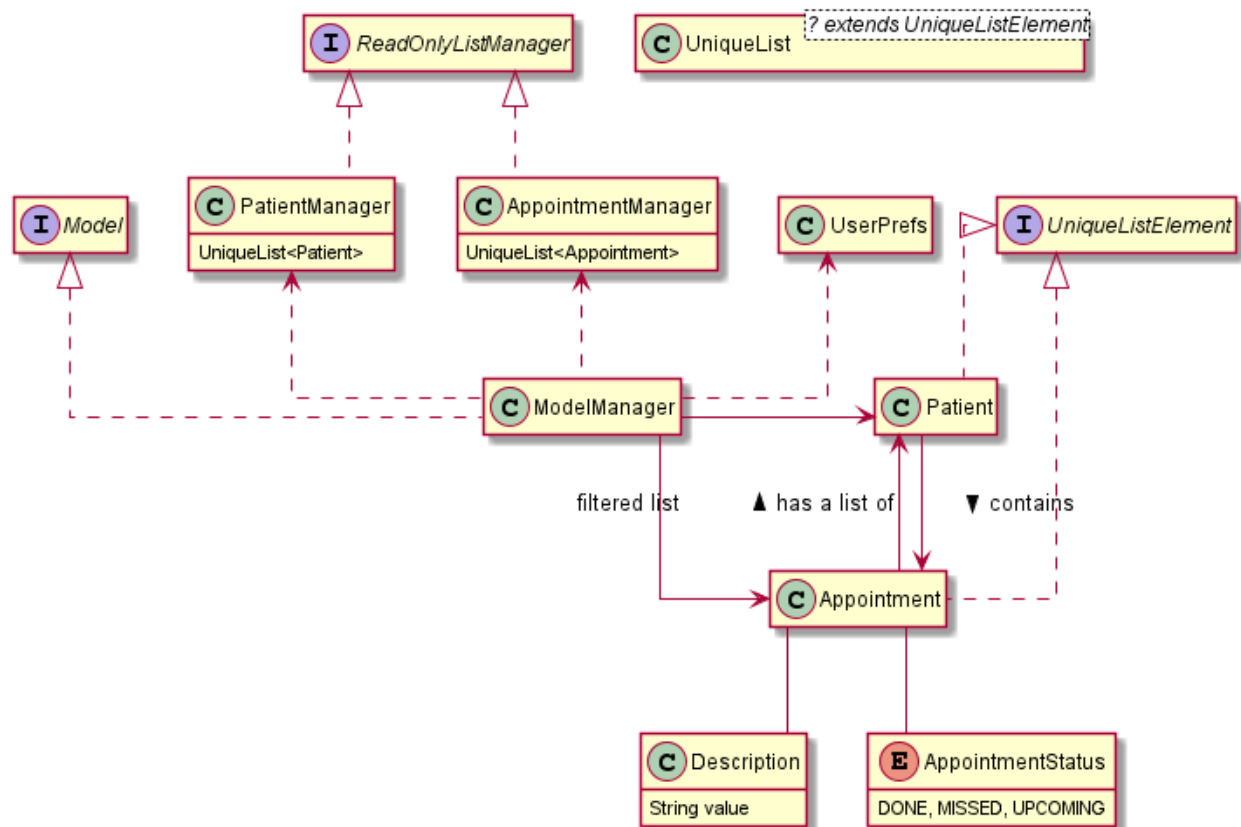 I ReadOnlyListManager
C UniqueList
? extends UniqueListElement
I Model
C PatientManager
UniqueList<Patient>
C AppointmentManager
UniqueList<Appointment>
C UserPrefs
I UniqueListElement
C ModelManager
C Patient
filtered list
▲ has a list of
▼ contains
C Appointment
C Description
String value
E AppointmentStatus
DONE, MISSED, UPCOMING